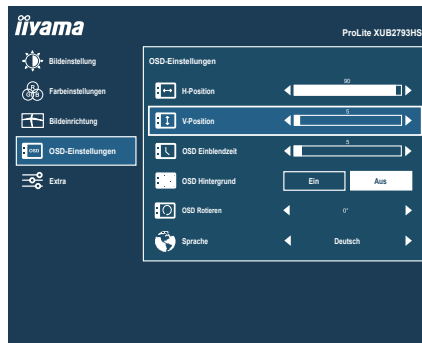 iiyama
ProLite XUB2793HS
Bildeinstellung
Farbeinstellungen
Bildeinrichtung
OSD OSD-Einstellungen
Extra
OSD-Einstellungen
H-Position
90
V-Position
5
OSD Einblendzeit
5
OSD Hintergrund
Ein
Aus
OSD Rotieren
0°
Sprache
Deutsch